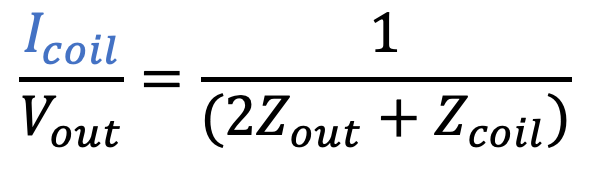 I_coil / V_out = 1 / (2Z_out + Z_coil)